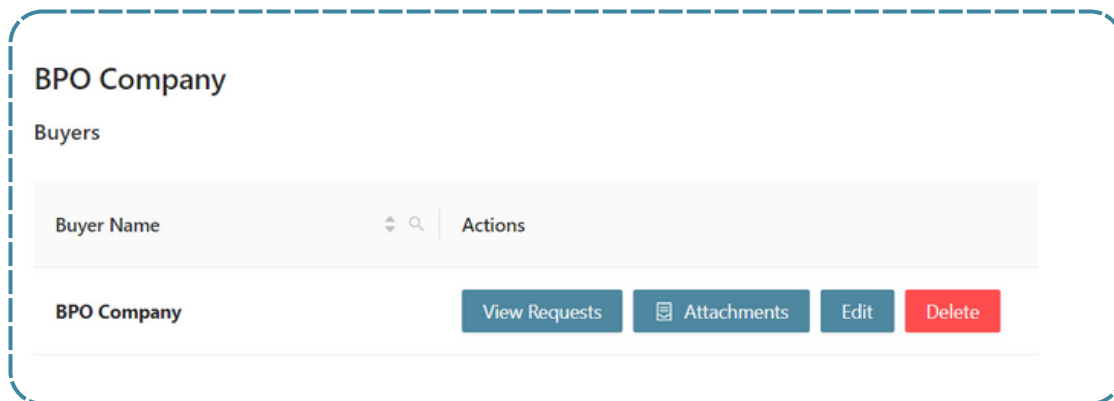 BPO Company
Buyers
Buyer Name Actions
BPO Company View Requests Attachments Edit Delete